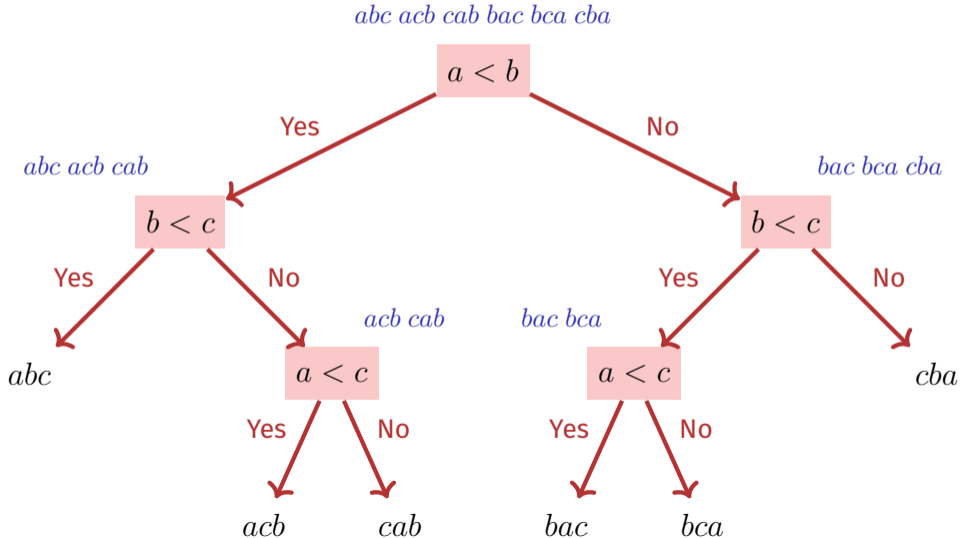 abc acb cab bac bca cba
a < b
Yes
No
abc acb cab
bac bca cba
b < c
b < c
Yes
No
Yes
No
acb cab
bac bca
abc
a < c
a < c
cba
Yes
No
Yes
No
acb
cab
bac
bca